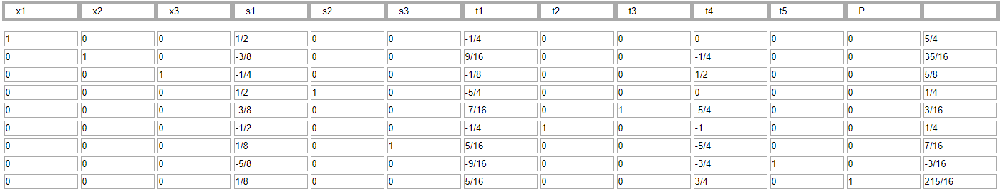 x1 x2 x3 s1 s2 s3 t1 t2 t3 t4 t5 P
1 0 0 1/2 0 0 -1/4 0 0 0 0 0 5/4
0 1 0 -3/8 0 0 9/16 0 0 -1/4 0 0 35/16
0 0 1 -1/4 0 0 -1/8 0 0 1/2 0 0 5/8
0 0 0 1/2 1 0 -5/4 0 0 0 0 0 1/4
0 0 0 -3/8 0 0 -7/16 0 1 -5/4 0 0 3/16
0 0 0 -1/2 0 0 -1/4 1 0 -1 0 0 1/4
0 0 0 1/8 0 1 5/16 0 0 -5/4 0 0 7/16
0 0 0 -5/8 0 0 -9/16 0 0 -3/4 1 0 -3/16
0 0 0 1/8 0 0 5/16 0 0 3/4 0 1 215/16